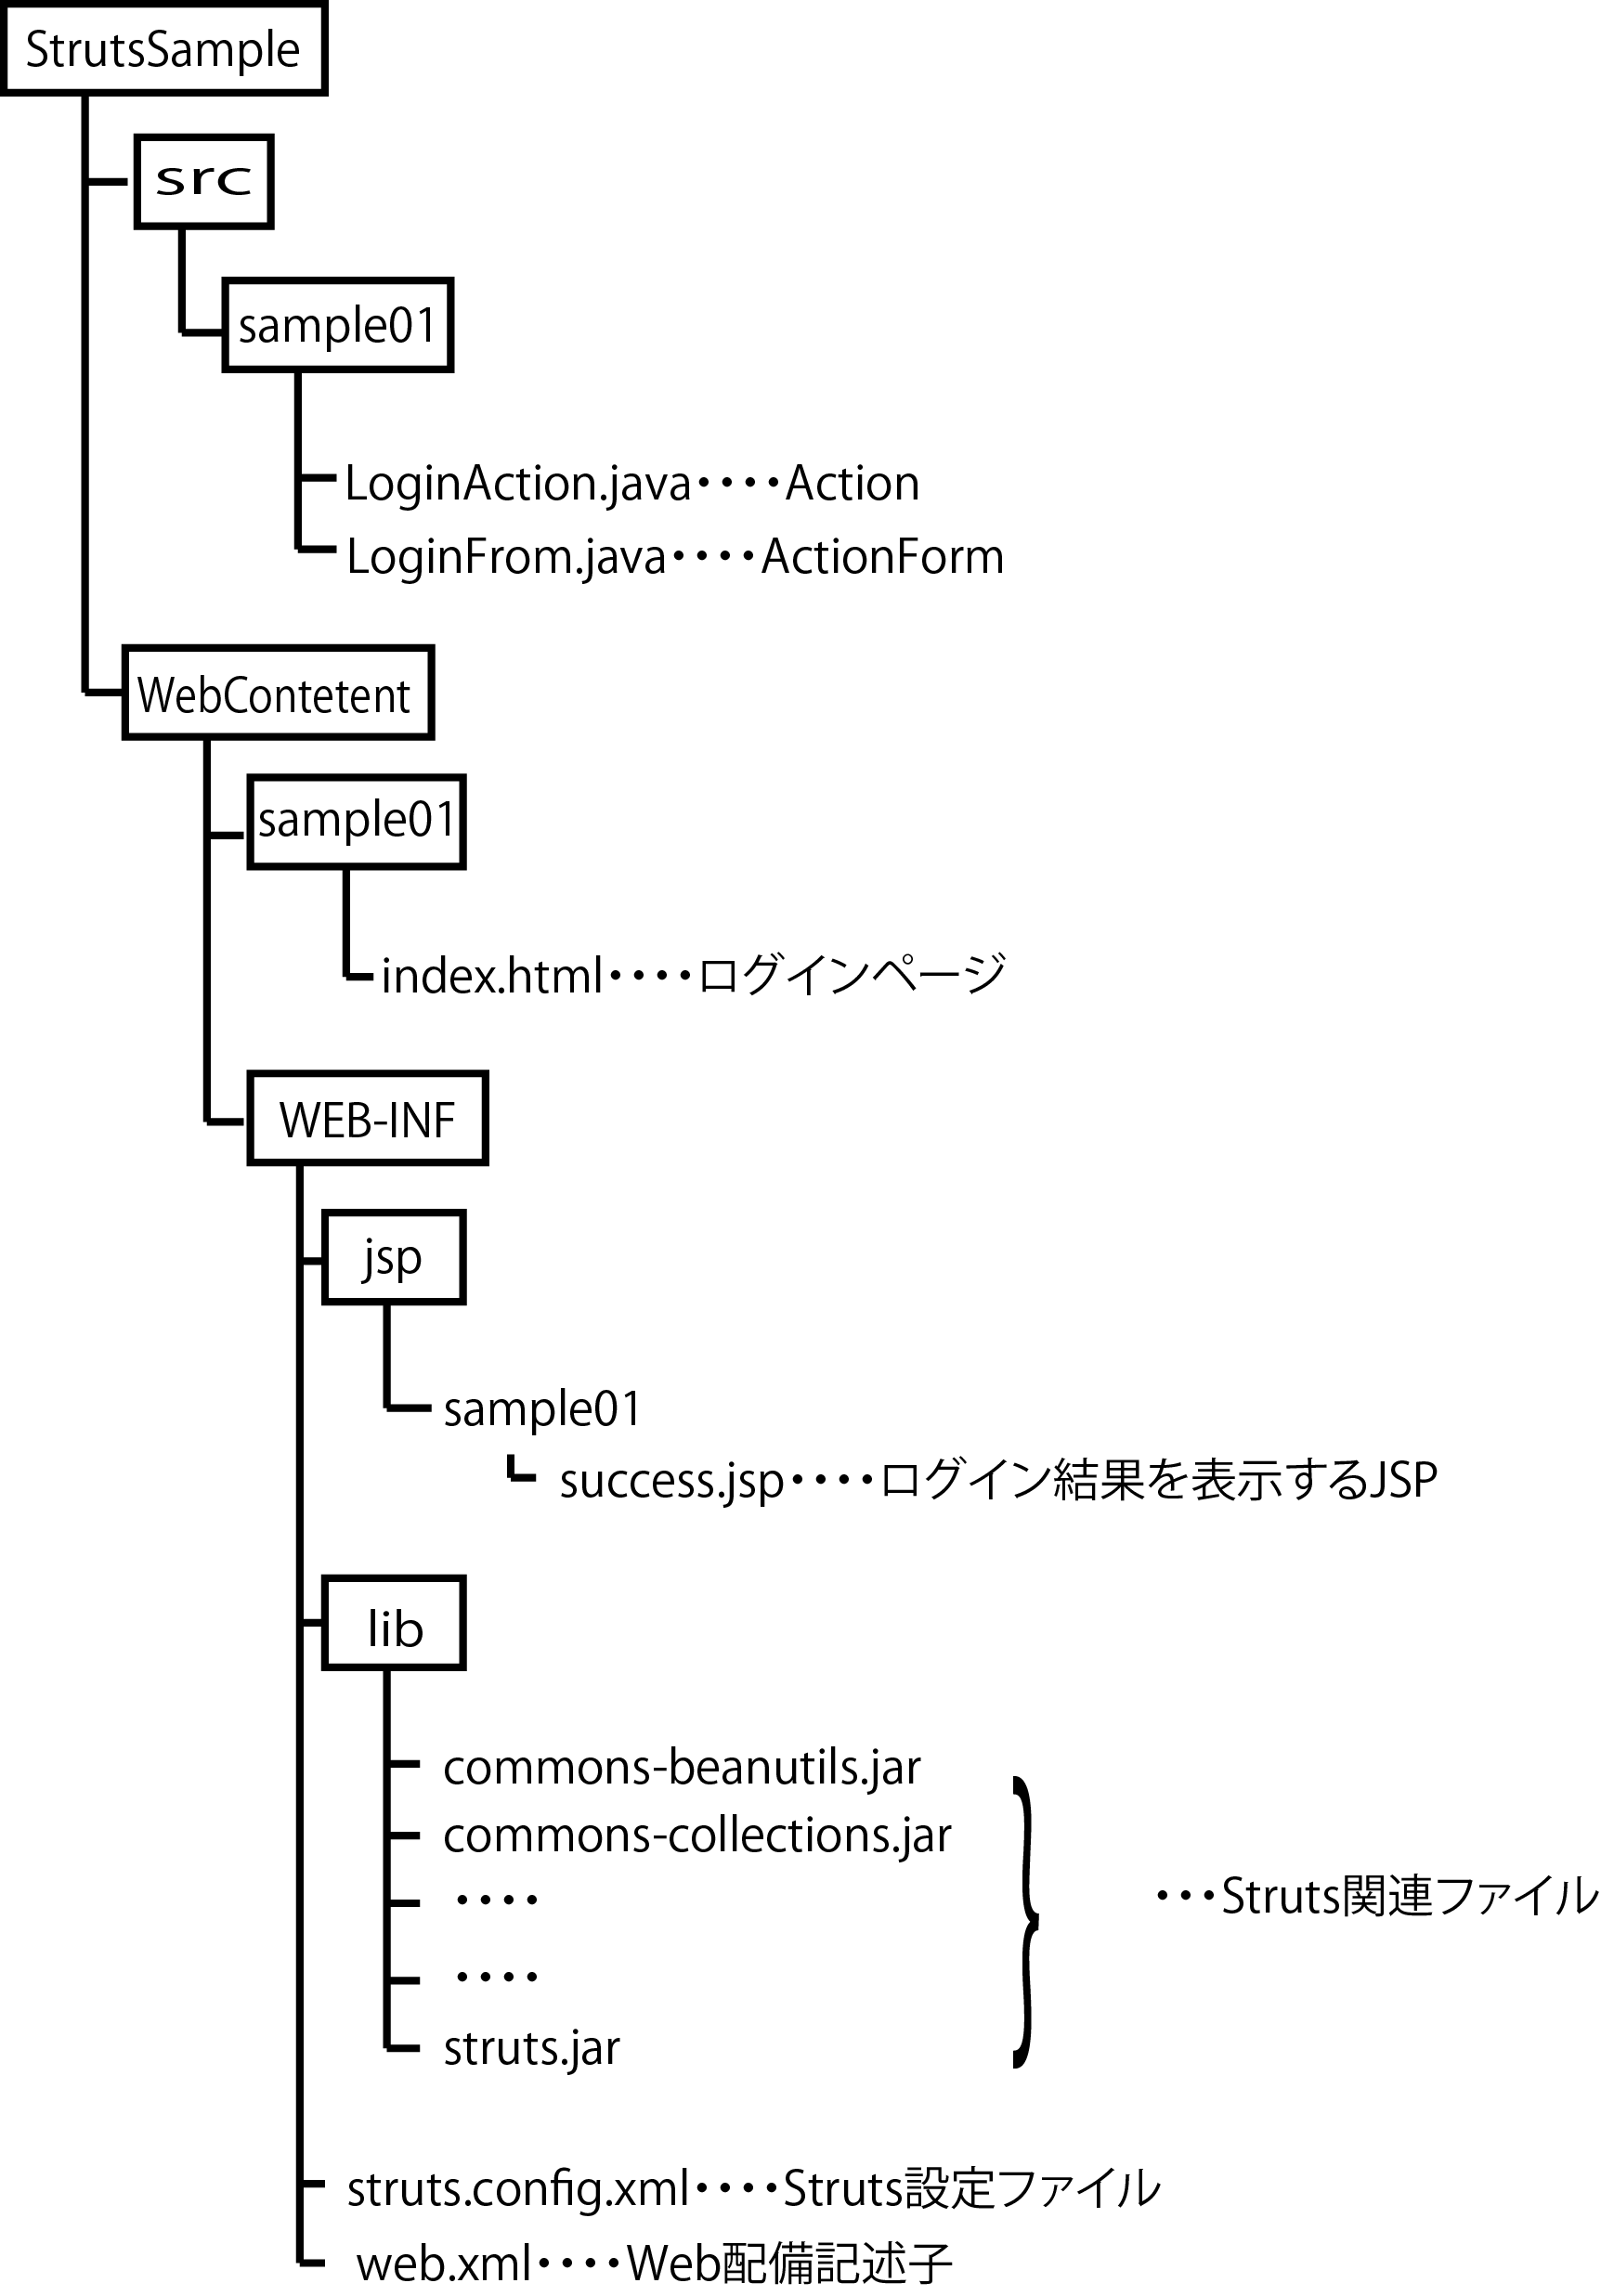 StrutsSample
src
sample01
LoginAction.java・・・・Action
LoginFrom.java・・・・ActionForm
WebContetent
sample01
index.html・・・・ログインページ
WEB-INF
jsp
sample01
success.jsp・・・・ログイン結果を表示するJSP
lib
commons-beanutils.jar
commons-collections.jar
・・・・
・・・Struts関連ファイル
・・・・
struts.jar
struts.config.xml・・・・Struts設定ファイル
web.xml・・・・Web配備記述子